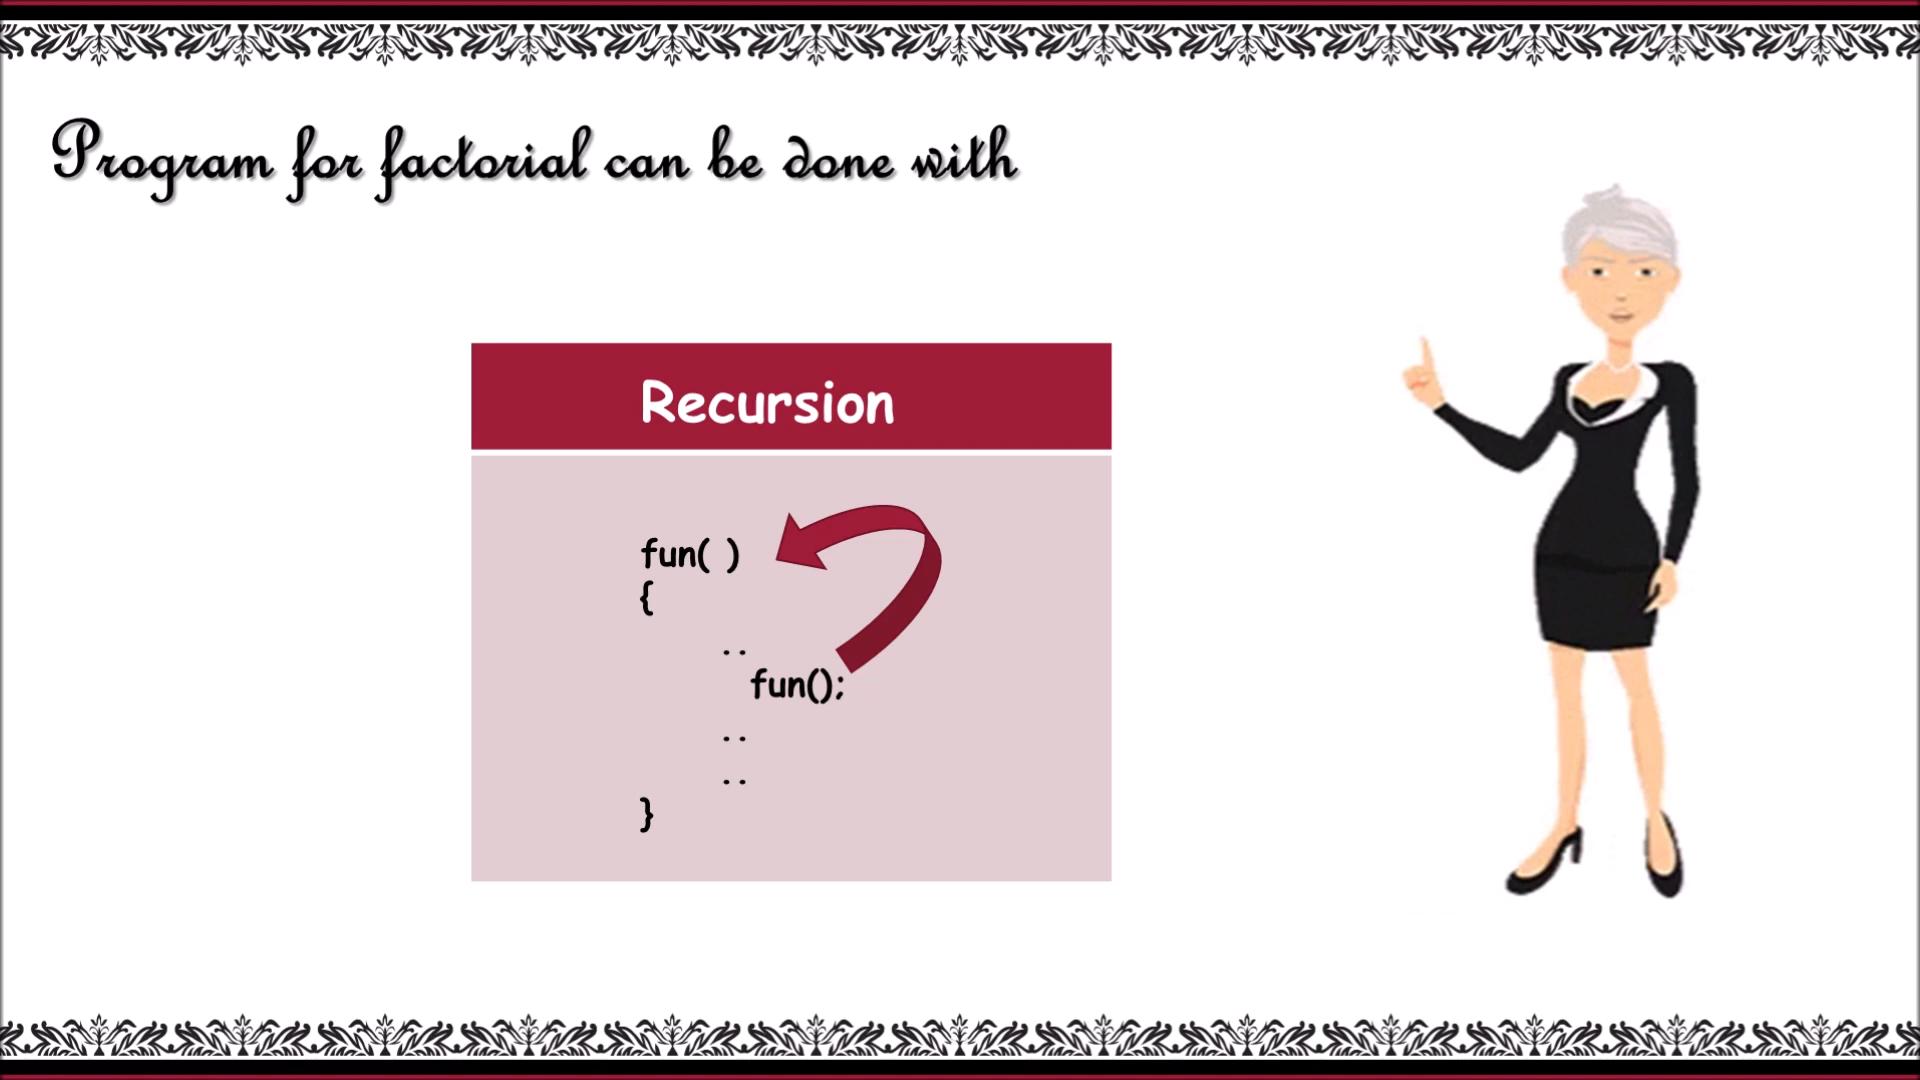 Program for factorial can be done with
Recursion
fun( )
{
..
fun();
..
..
}